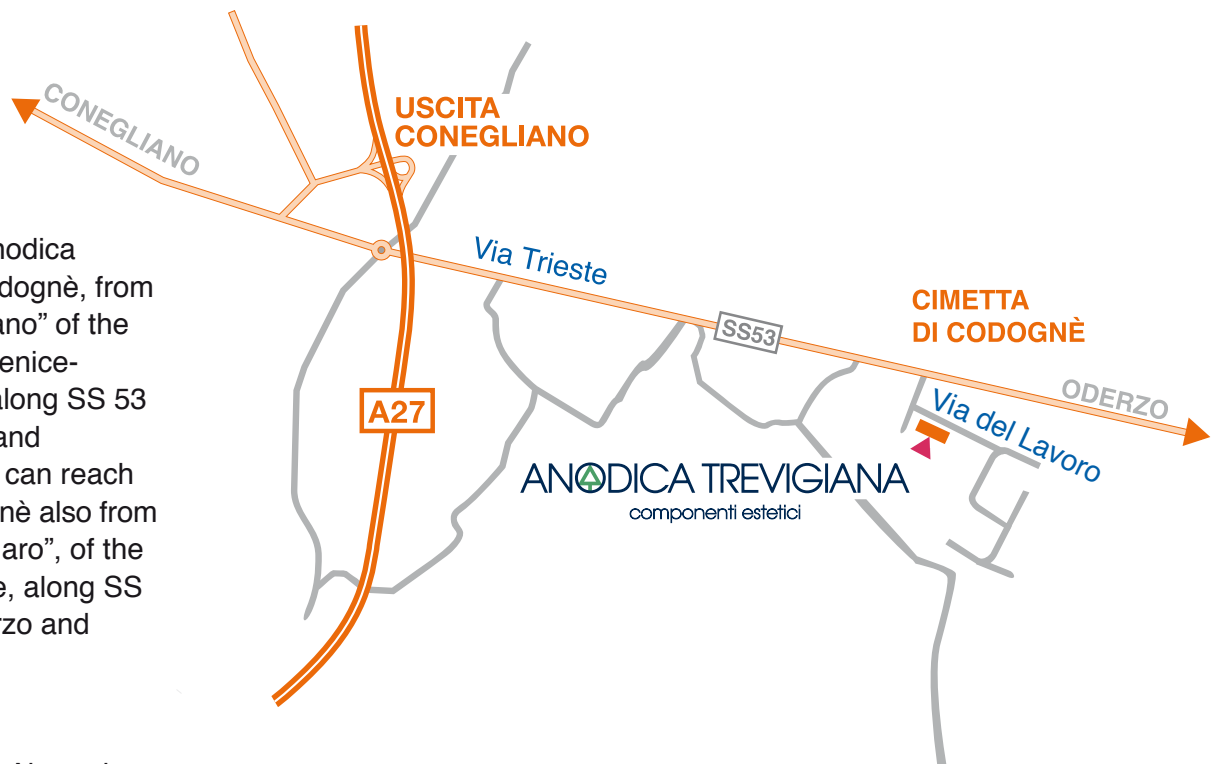 CONEGLIANO
USCITA
CONEGLIANO
Via Trieste
SS53
CIMETTA
DI CODOGNÈ
ODERZO
Via del Lavoro
A27
ANODICA TREVIGIANA
componenti estetici
nodica
dognè, from
ano” of the
enice-
along SS 53
and
can reach
nè also from
aro”, of the
e, along SS
rzo and